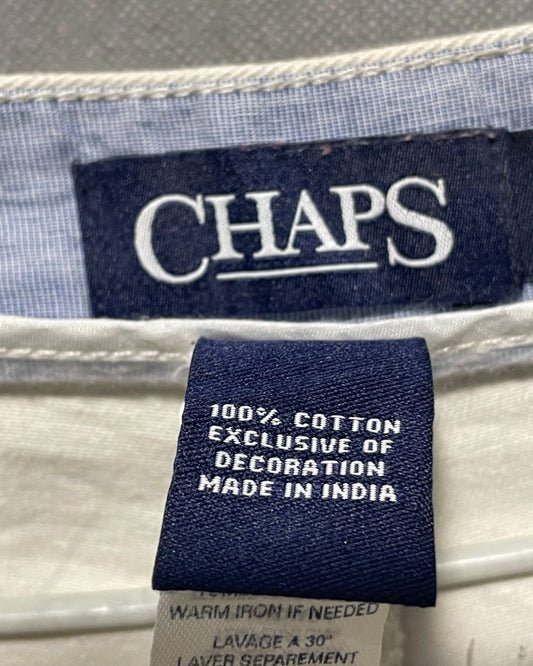 CHAPS
100% COTTON
EXCLUSIVE OF
DECORATION
MADE IN INDIA
WARM IRON IF NEEDED
LAVAGE A 30°
LAVER SEPAREMENT